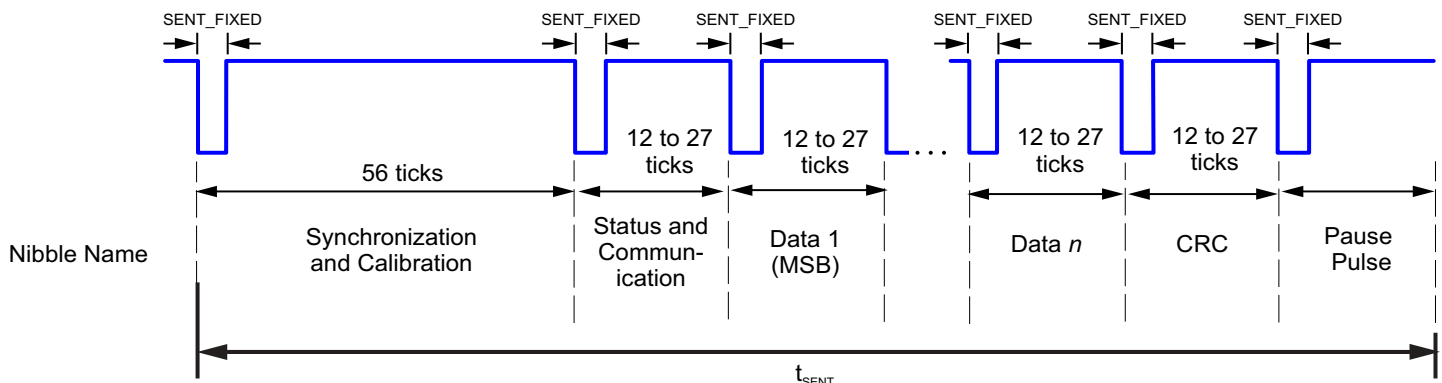 SENT_FIXED SENT_FIXED SENT_FIXED SENT_FIXED SENT_FIXED SENT_FIXED
56 ticks
12 to 27
ticks
12 to 27
ticks
. . .
12 to 27
ticks
12 to 27
ticks
Nibble Name
Synchronization
and Calibration
Status and
Commun-
ication
Data 1
(MSB)
Data n
CRC
Pause
Pulse
tSENT